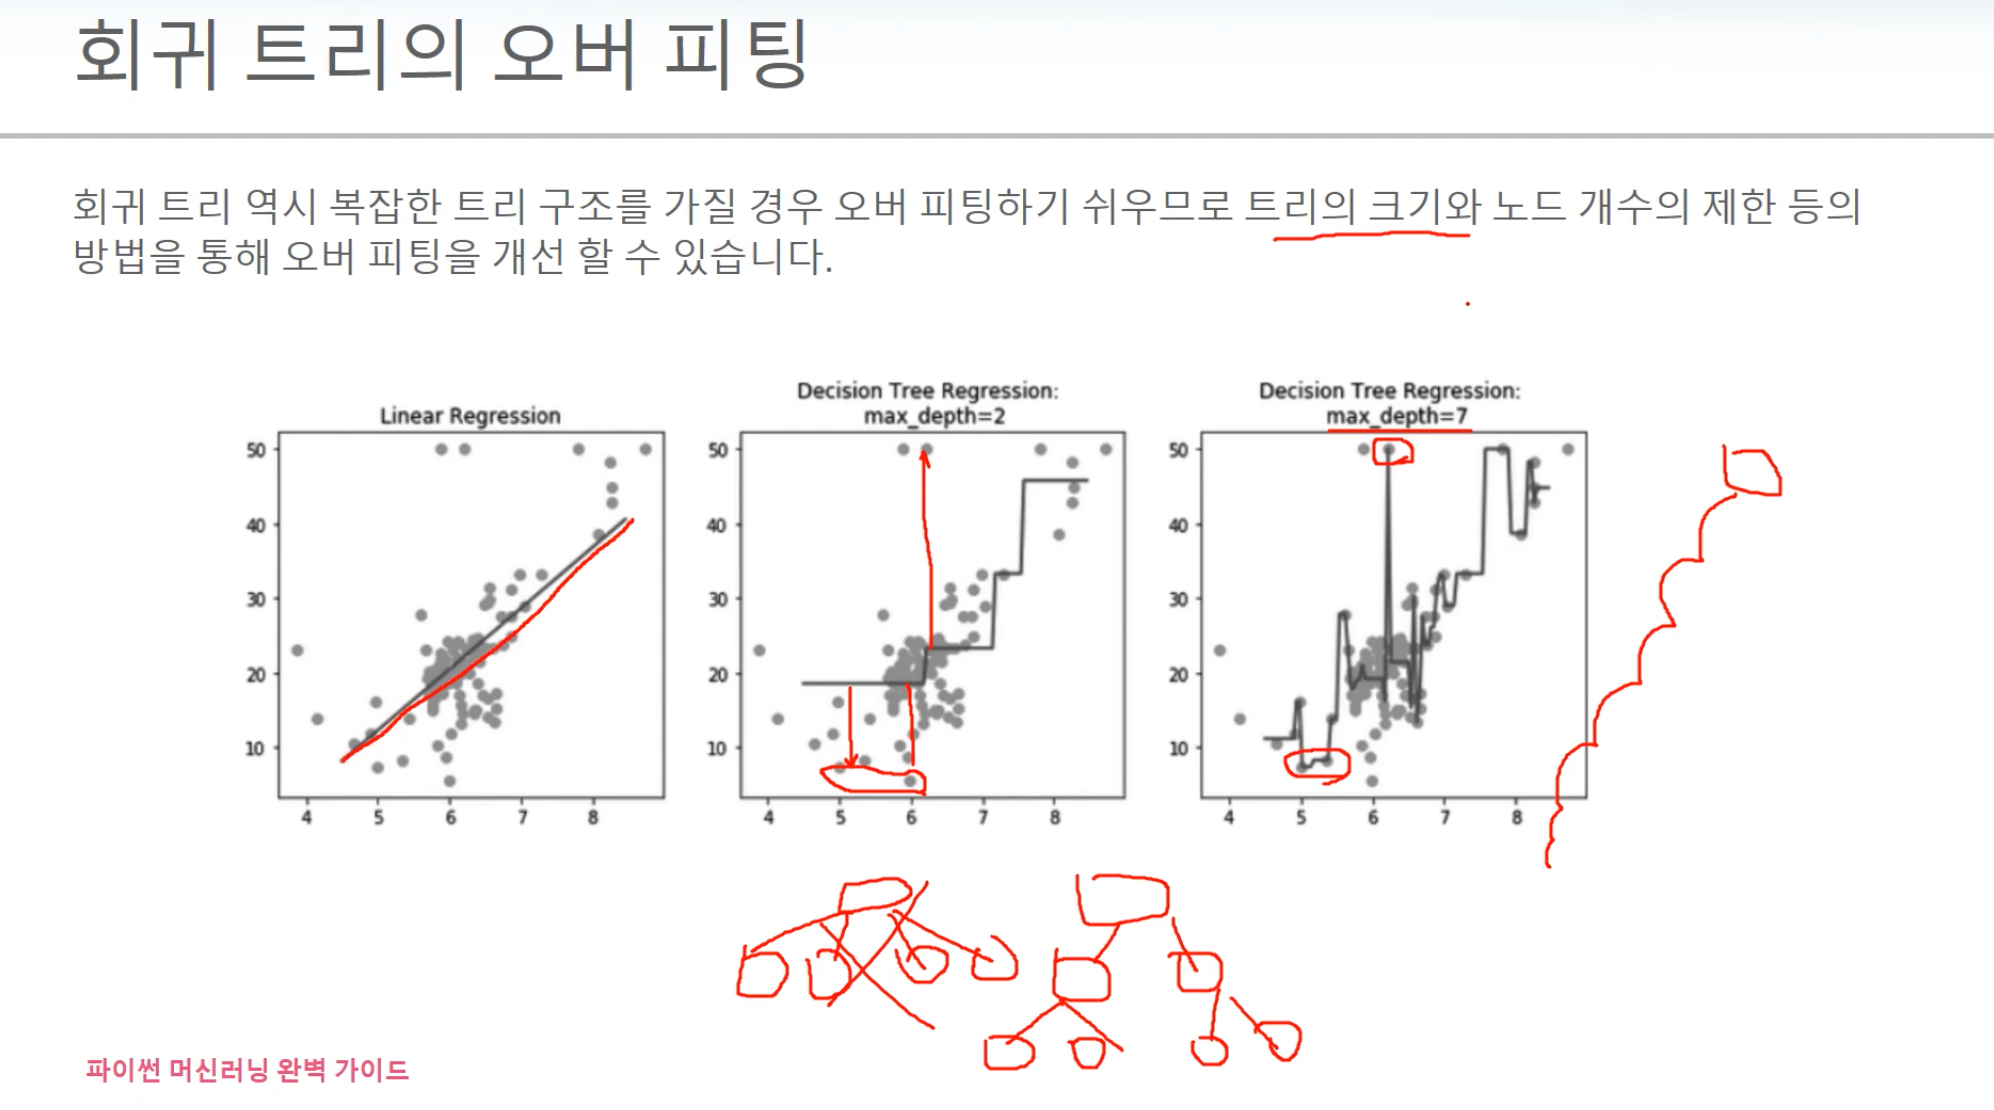 회귀 트리의 오버 피팅
회귀 트리 역시 복잡한 트리 구조를 가질 경우 오버 피팅하기 쉬우므로 트리의 크기와 노드 개수의 제한 등의
방법을 통해 오버 피팅을 개선 할 수 있습니다.
Linear Regression
50
40
30
20
10
4 5 6 7 8
Decision Tree Regression:
max_depth=2
50
40
30
20
10
4 5 6 7 8
Decision Tree Regression:
max_depth=7
50
40
30
20
10
4 5 6 7 8
파이썬 머신러닝 완벽 가이드